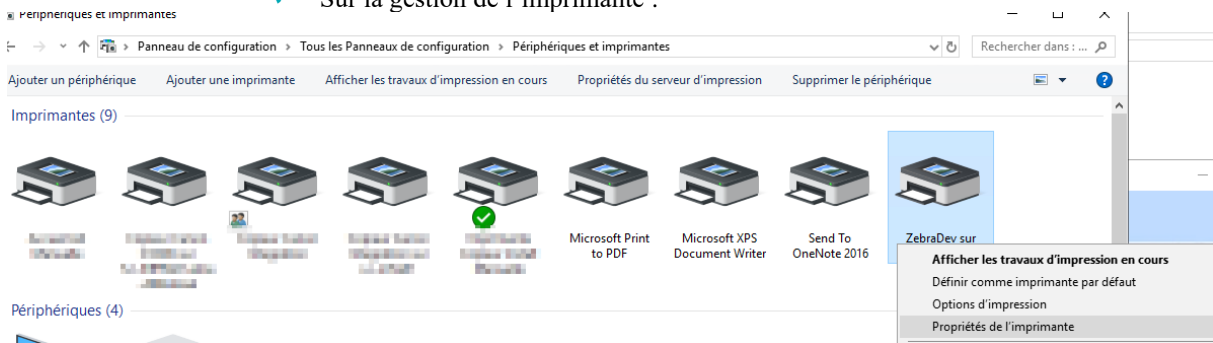 Sur la gestion de l'imprimante :
Périphériques et imprimantes
Panneau de configuration > Tous les Panneaux de configuration > Périphériques et imprimantes
Rechercher dans : ...
Ajouter un périphérique Ajouter une imprimante Afficher les travaux d'impression en cours Propriétés du serveur d'impression Supprimer le périphérique
Imprimantes (9)
Microsoft Print to PDF
Microsoft XPS Document Writer
Send To OneNote 2016
ZebraDev sur
Afficher les travaux d'impression en cours
Définir comme imprimante par défaut
Options d'impression
Propriétés de l'imprimante
Périphériques (4)